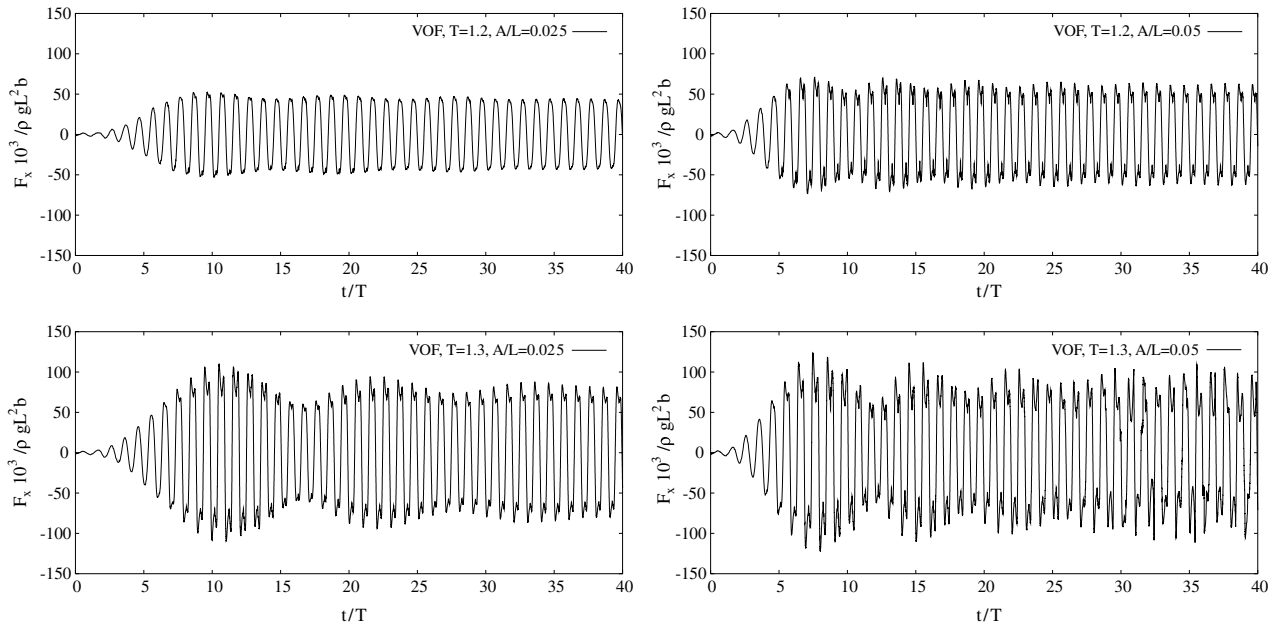 VOF, T=1.2, A/L=0.025
150
100
50
0
-50
-100
-150
F_x 10^3 /ρ gL^2 b
0 5 10 15 20 25 30 35 40
t/T
VOF, T=1.2, A/L=0.05
150
100
50
0
-50
-100
-150
F_x 10^3 /ρ gL^2 b
0 5 10 15 20 25 30 35 40
t/T
VOF, T=1.3, A/L=0.025
150
100
50
0
-50
-100
-150
F_x 10^3 /ρ gL^2 b
0 5 10 15 20 25 30 35 40
t/T
VOF, T=1.3, A/L=0.05
150
100
50
0
-50
-100
-150
F_x 10^3 /ρ gL^2 b
0 5 10 15 20 25 30 35 40
t/T